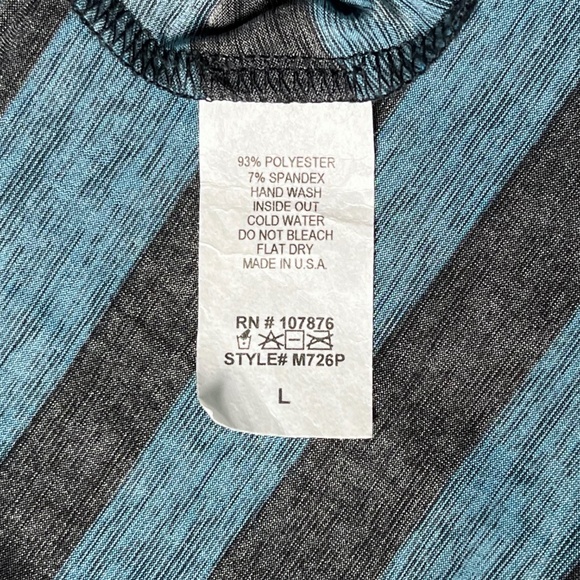 93% POLYESTER
7% SPANDEX
HAND WASH
INSIDE OUT
COLD WATER
DO NOT BLEACH
FLAT DRY
MADE IN U.S.A.
RN # 107876
STYLE# M726P
L